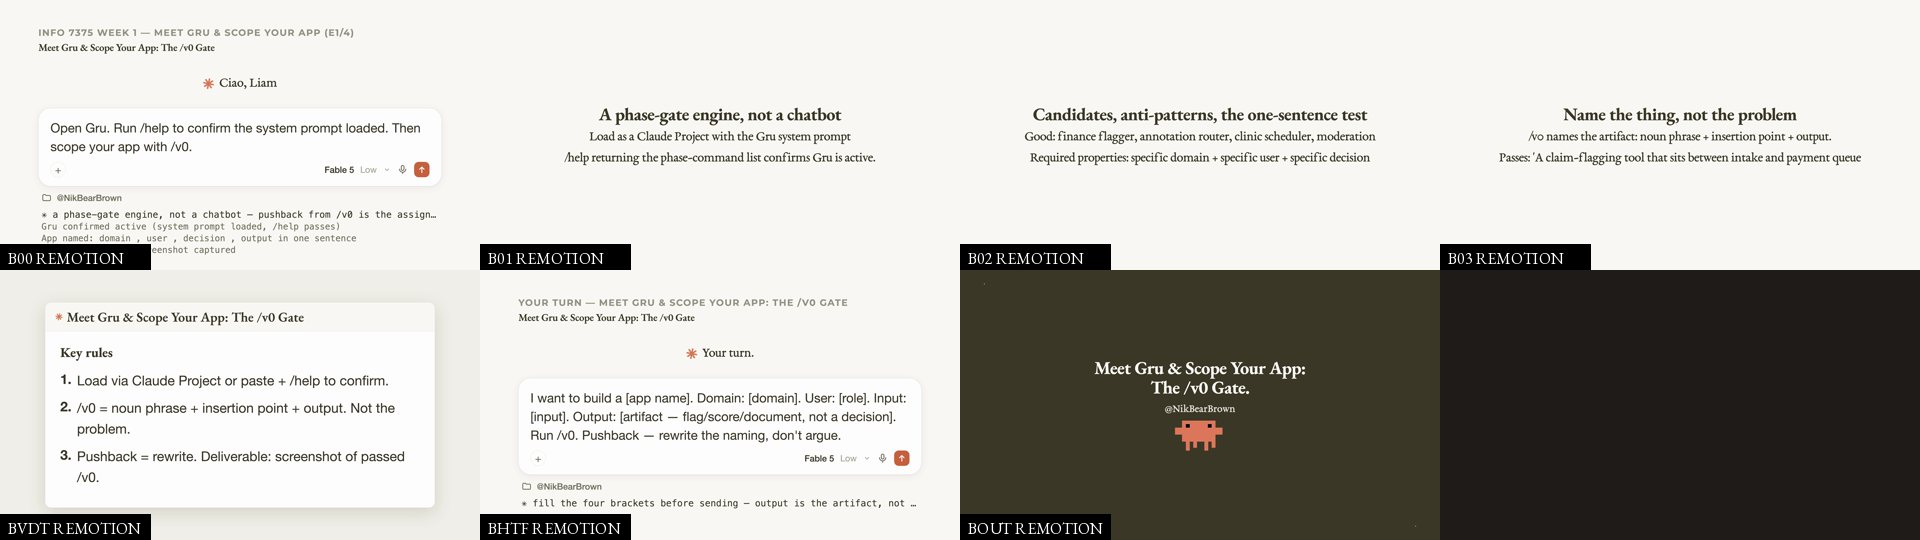 INFO 7375 WEEK 1 — MEET GRU & SCOPE YOUR APP (E1/4)
Meet Gru & Scope Your App: The /v0 Gate
Ciao, Liam
Open Gru. Run /help to confirm the system prompt loaded. Then
scope your app with /v0.
+
Fable 5 Low
@NikBearBrown
✳ a phase-gate engine, not a chatbot — pushback from /v0 is the assign…
Gru confirmed active (system prompt loaded, /help passes)
App named: domain , user , decision , output in one sentence
eenshot captured
B00 REMOTION
A phase-gate engine, not a chatbot
Load as a Claude Project with the Gru system prompt
/help returning the phase-command list confirms Gru is active.
B01 REMOTION
Candidates, anti-patterns, the one-sentence test
Good: finance flagger, annotation router, clinic scheduler, moderation
Required properties: specific domain + specific user + specific decision
B02 REMOTION
Name the thing, not the problem
/v0 names the artifact: noun phrase + insertion point + output.
Passes: 'A claim-flagging tool that sits between intake and payment queue
B03 REMOTION
Meet Gru & Scope Your App: The /v0 Gate
Key rules
1. Load via Claude Project or paste + /help to confirm.
2. /v0 = noun phrase + insertion point + output. Not the
problem.
3. Pushback = rewrite. Deliverable: screenshot of passed
/v0.
BVDT REMOTION
YOUR TURN — MEET GRU & SCOPE YOUR APP: THE /V0 GATE
Meet Gru & Scope Your App: The /v0 Gate
Your turn.
I want to build a [app name]. Domain: [domain]. User: [role]. Input:
[input]. Output: [artifact — flag/score/document, not a decision].
Run /v0. Pushback — rewrite the naming, don't argue.
+
Fable 5 Low
@NikBearBrown
✳ fill the four brackets before sending — output is the artifact, not …
BHTF REMOTION
Meet Gru & Scope Your App:
The /v0 Gate.
@NikBearBrown
BOUT REMOTION